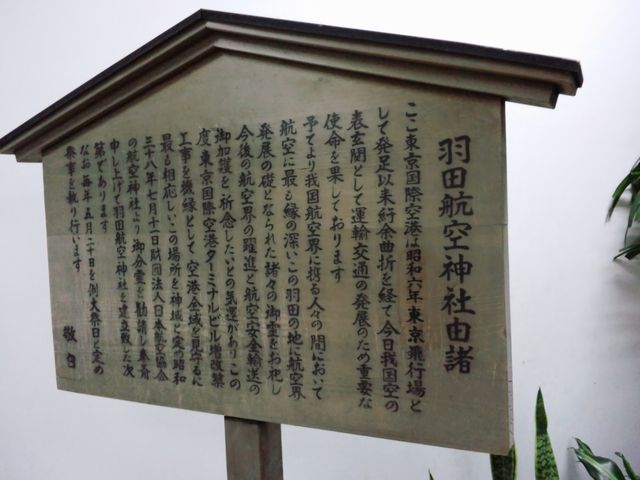 羽田航空神社由諸
ここ東京国際空港は昭和六年東京飛行場と
して発足以来紆余曲折を経て今日我国空の
表玄関として運輸交通の発展のため重要な
使命を果しております
予てより我国航空界に携る人々の間において
航空に最も縁の深いこの羽田の地に航空界
発展の礎となられた諸々の御霊をお祀し
今後の航空界の躍進と航空安全輸送の
御加護を祈念したいとの気運がありこの
度東京国際空港ターミナルビル増改築
工事を機縁として空港全域を見守るに
最も相応しいこの場所を神域と定め昭和
三十八年七月十一日財団法人日本航空協会
の航空神社より御分霊を勧請し奉斎
申し上げて羽田航空神社を建立致した次
第であります
なお毎年五月二十日を例大祭日と定め
祭事を執り行います
敬白